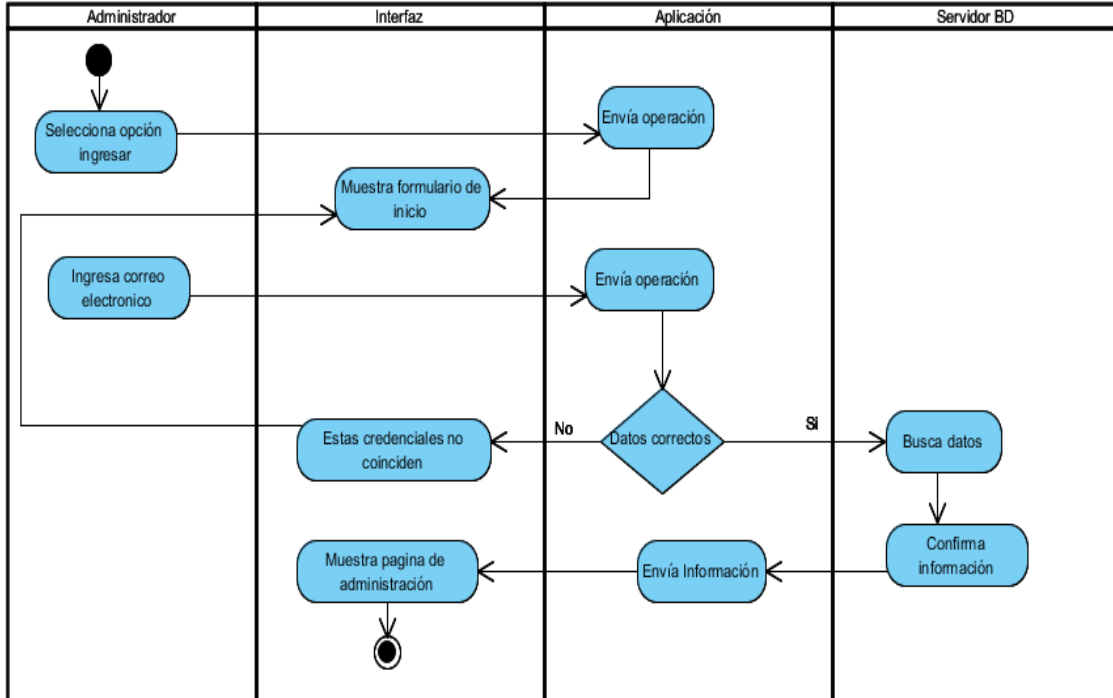 Administrador
Interfaz
Aplicación
Servidor BD
Selecciona opción
ingresar
Envía operación
Muestra formulario de
inicio
Ingresa correo
electronico
Envía operación
Datos correctos
No
Si
Estas credenciales no
coinciden
Busca datos
Confirma
información
Envía Información
Muestra pagina de
administración